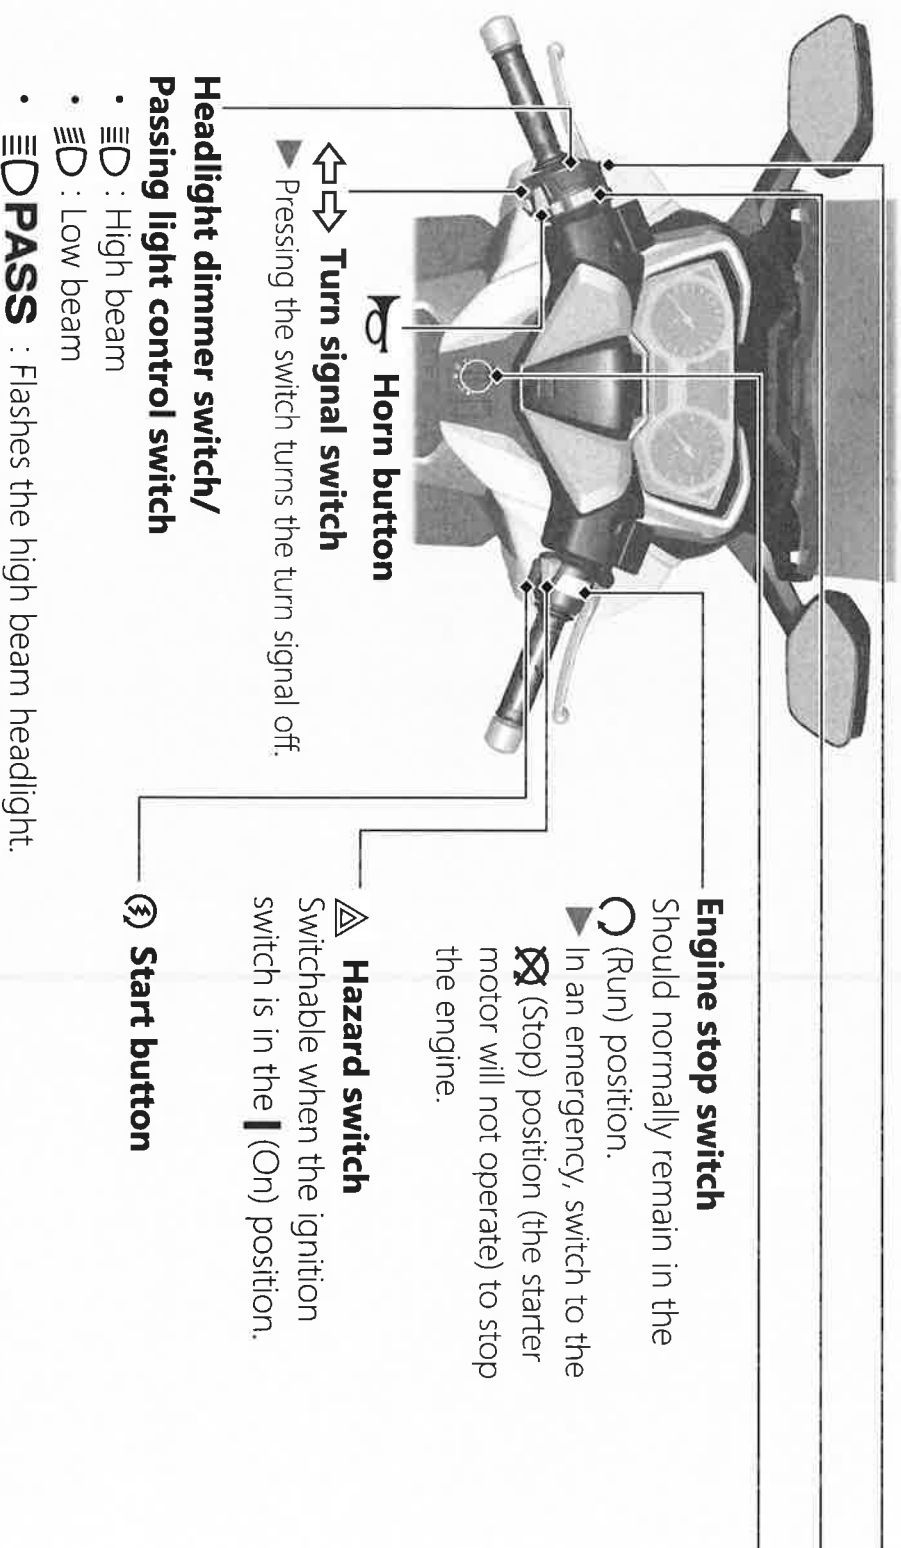 Horn button
Turn signal switch
▼ Pressing the switch turns the turn signal off.
Headlight dimmer switch/
Passing light control switch
• : High beam
• : Low beam
• PASS : Flashes the high beam headlight.
Engine stop switch
Should normally remain in the
(Run) position.
▼ In an emergency, switch to the
(Stop) position (the starter
motor will not operate) to stop
the engine.
Hazard switch
Switchable when the ignition
switch is in the I (On) position.
Start button